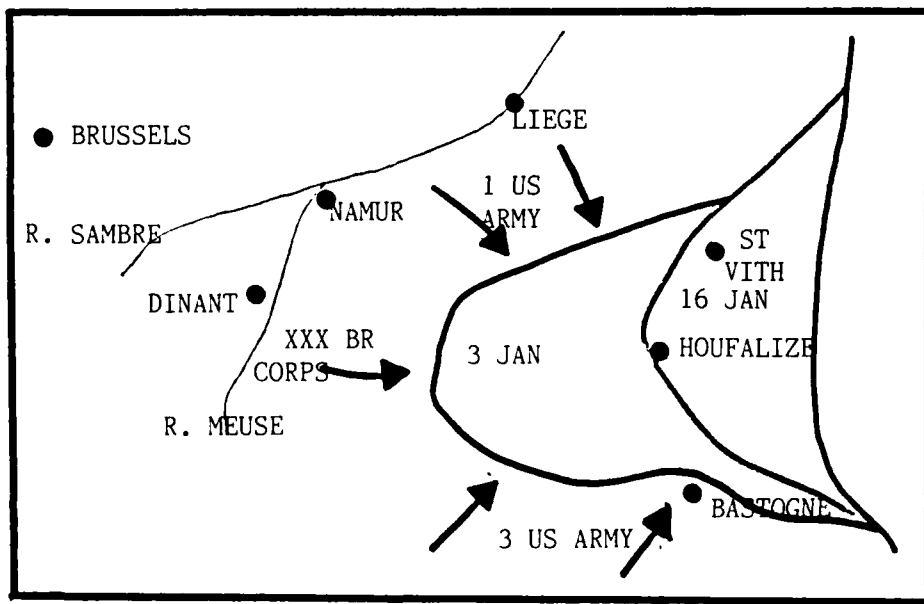 LIEGE
BRUSSELS
1 US
ARMY
NAMUR
R. SAMBRE
ST
VITH
DINANT
16 JAN
XXX BR
CORPS
3 JAN
HOUFALIZE
R. MEUSE
BASTOGNE
3 US ARMY